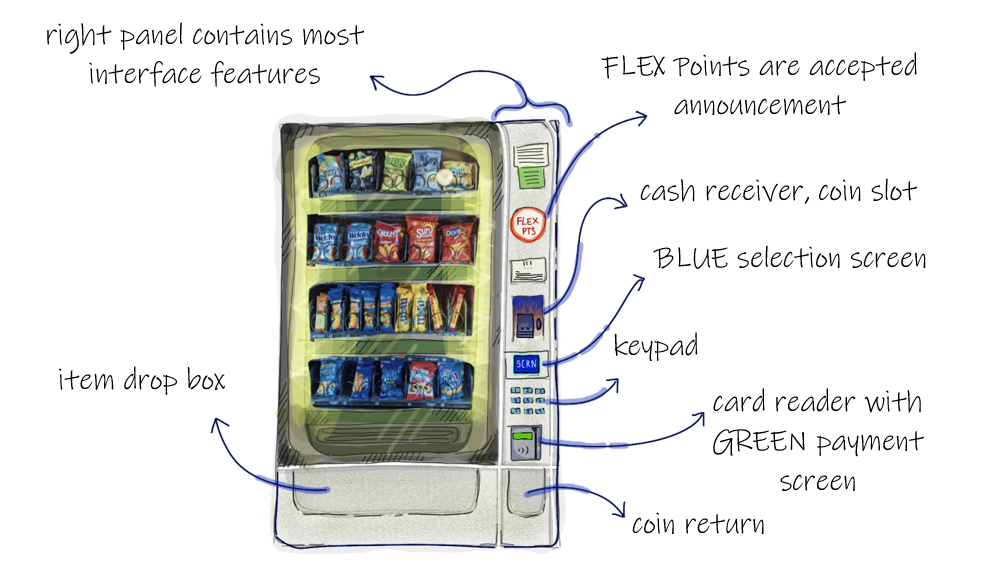 right panel contains most
interface features
FLEX Points are accepted
announcement
cash receiver, coin slot
FLEX
PTS
BLUE selection screen
SCRN
keypad
item drop box
card reader with
GREEN payment
screen
coin return